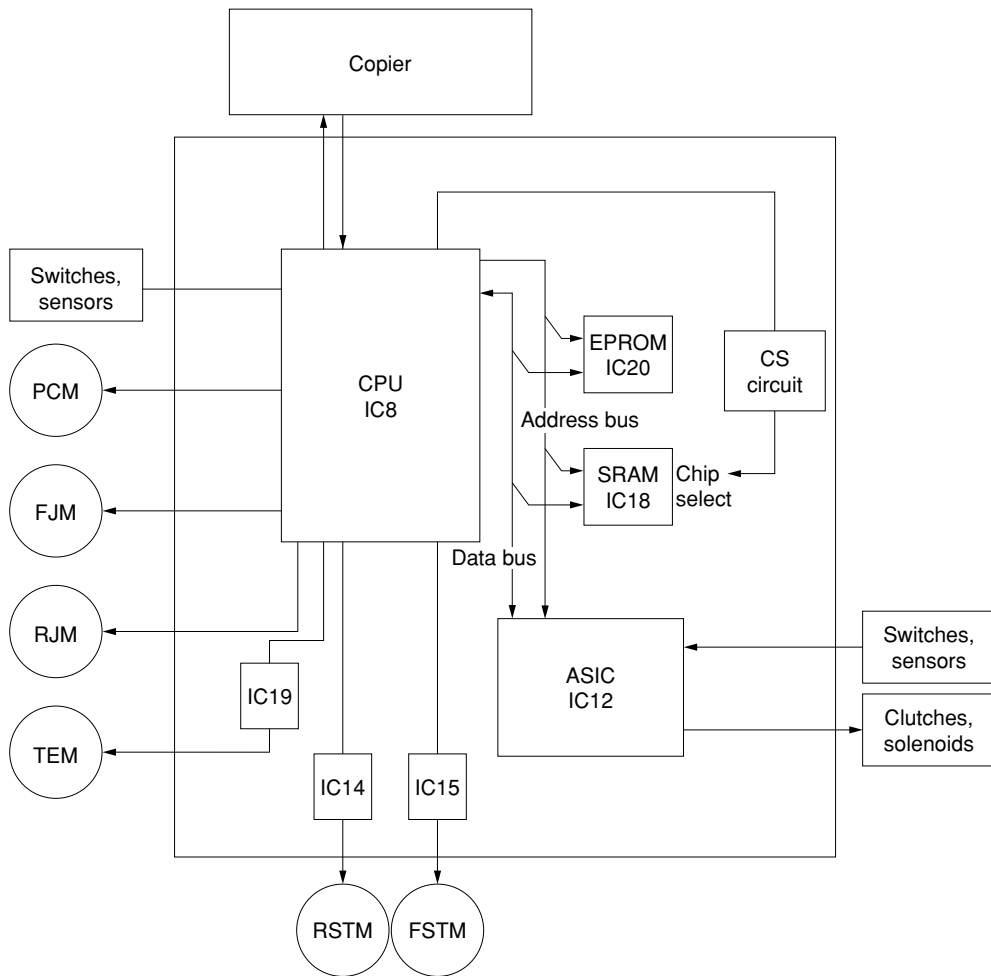 Copier
Switches,
sensors
PCM
CPU
IC8
EPROM
IC20
CS
circuit
Address bus
FJM
SRAM
IC18
Chip
select
Data bus
RJM
IC19
ASIC
IC12
Switches,
sensors
TEM
Clutches,
solenoids
IC14
IC15
RSTM
FSTM